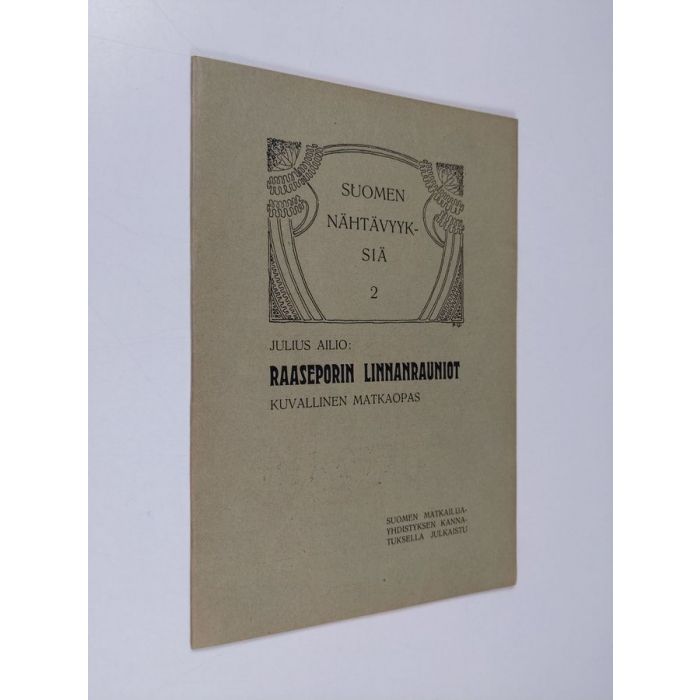 SUOMEN
NÄHTÄVYYK-
SIÄ
2
JULIUS AILIO:
RAASEPORIN LINNANRAUNIOT
KUVALLINEN MATKAOPAS
SUOMEN MATKAILIJA-
YHDISTYKSEN KANNA-
TUKSELLA JULKAISTU